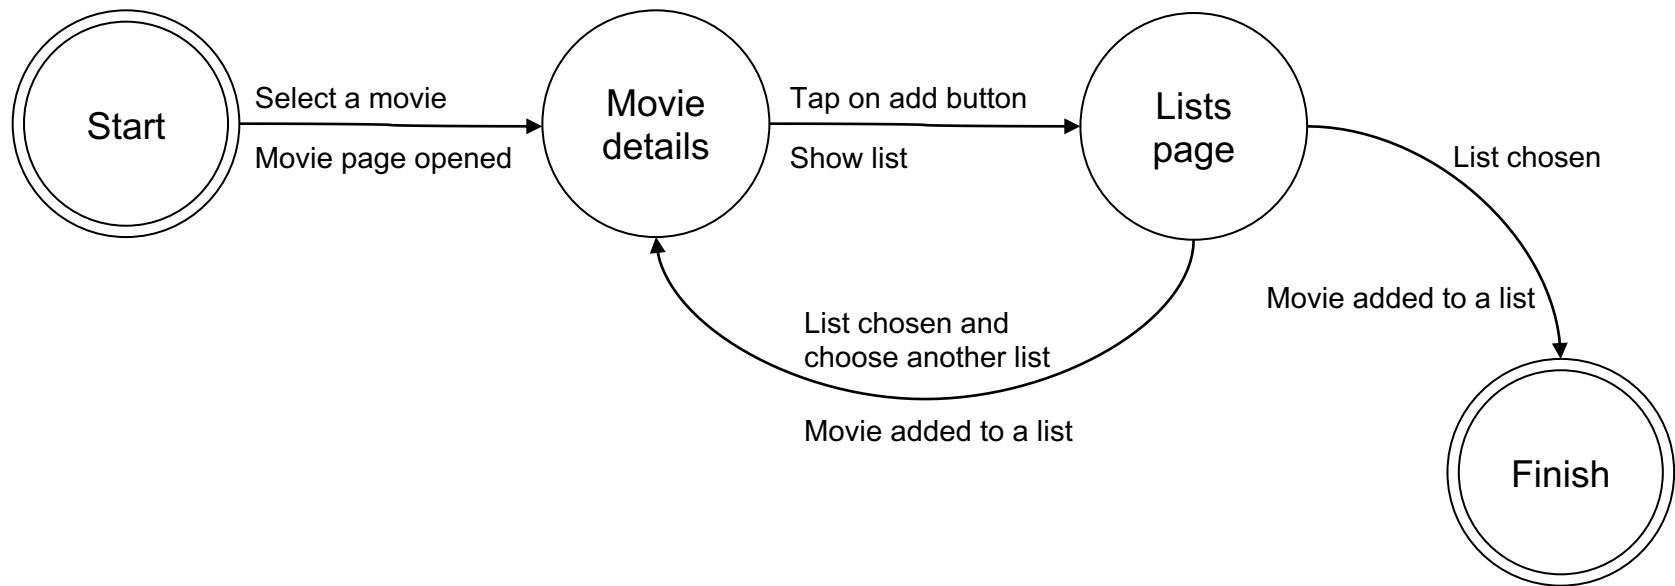 Start
Select a movie
Movie page opened
Movie
details
Tap on add button
Show list
Lists
page
List chosen
Movie added to a list
List chosen and
choose another list
Movie added to a list
Finish